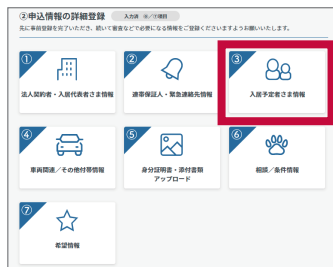 ②申込情報の詳細登録 入力済 ※/7項目
先に事前登録を完了いただき、続いて審査などで必要になる情報をご登録くださいますようお願いいたします。
① ② ③
法人契約者・入居代表者さま情報 連帯保証人・緊急連絡先情報 入居予定者さま情報
④ ⑤ ⑥
車両関連／その他付帯情報 身分証明書・添付書類 相談／条件情報
アップロード
⑦
希望情報